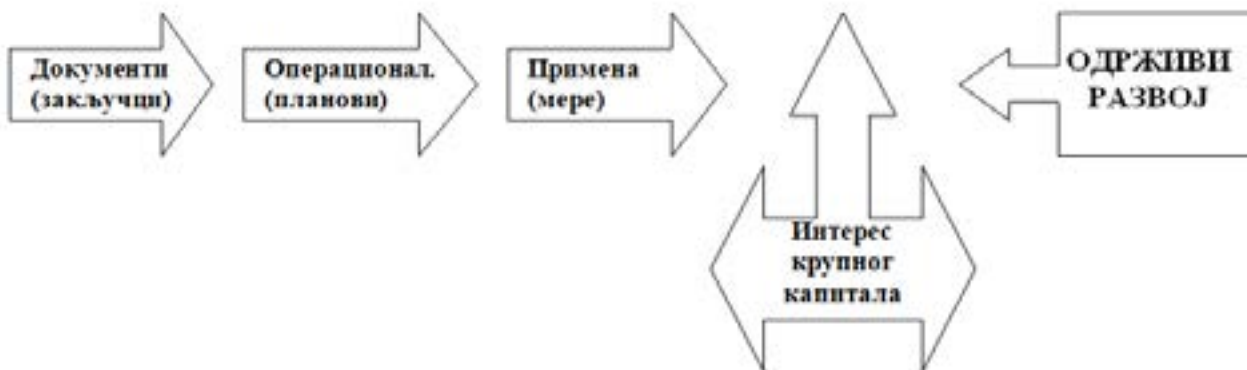 Документи
(закључци)
Операционал.
(планови)
Примена
(мере)
ОДРЖИВИ
РАЗВОЈ
Интерес
крупног
капитала